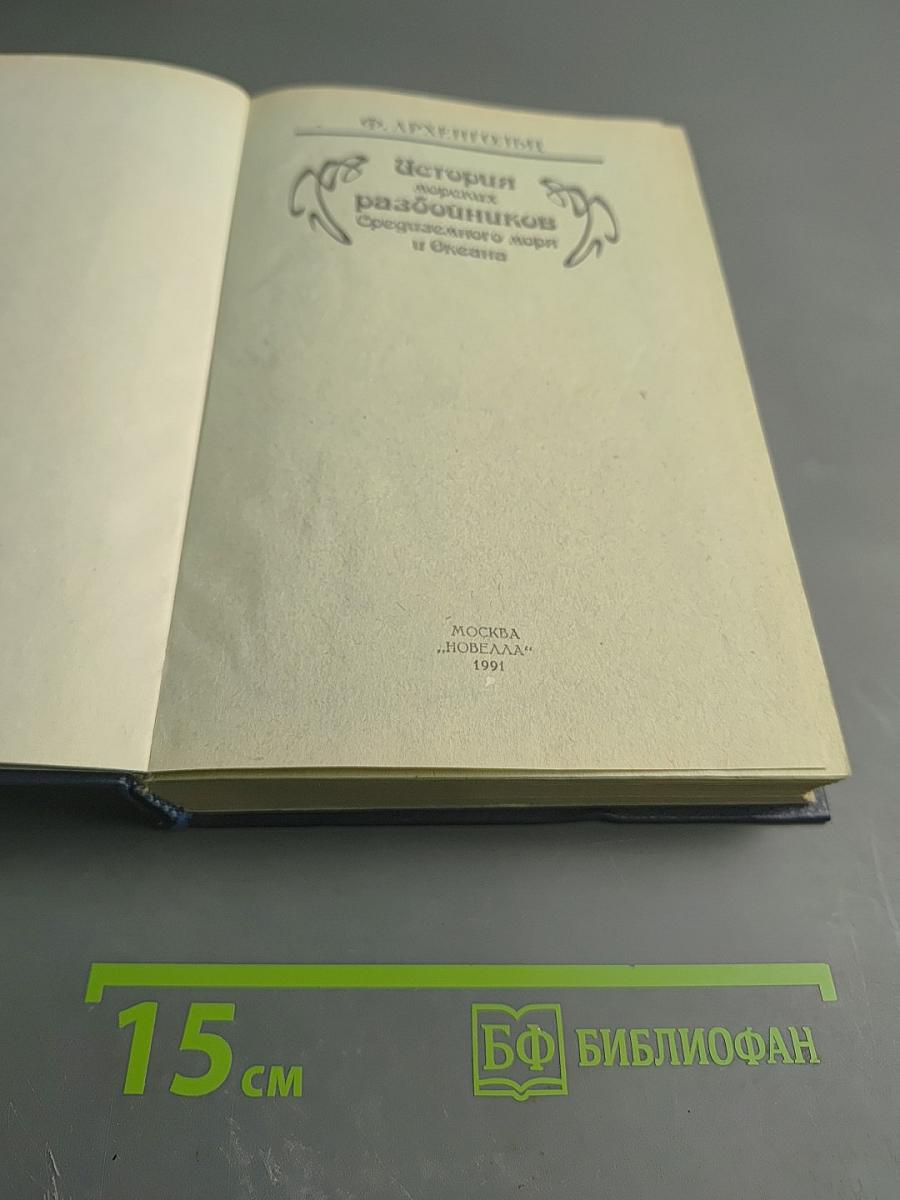 Ф. АРХЕНГОЛЬЦ
История
морских
разбойников
Средиземного моря
и Океана
МОСКВА
„НОВЕЛЛА“
1991
15 см
БФ БИБЛИОФАН